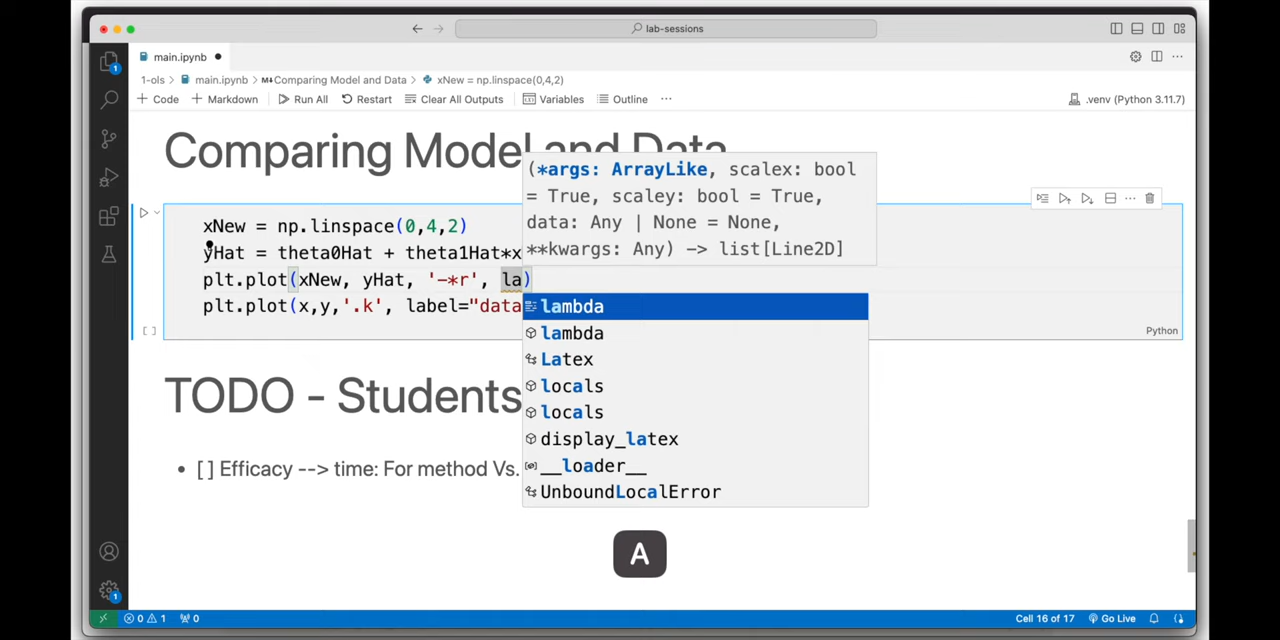 lab-sessions
main.ipynb
1-ols > main.ipynb > Comparing Model and Data > xNew = np.linspace(0,4,2)
+ Code + Markdown Run All Restart Clear All Outputs Variables Outline ... .venv (Python 3.11.7)
Comparing Model and Data
(*args: ArrayLike, scalex: bool
= True, scaley: bool = True,
data: Any | None = None,
**kwargs: Any) -> list[Line2D]
xNew = np.linspace(0,4,2)
yHat = theta0Hat + theta1Hat*x
plt.plot(xNew, yHat, '-*r', la)
plt.plot(x,y,'.k', label="data
lambda
lambda
Latex
locals
locals
display_latex
__loader__
UnboundLocalError
[ ]
Python
TODO - Students
• [ ] Efficacy --> time: For method Vs.
A
1
1
0 1 0 Cell 16 of 17 Go Live